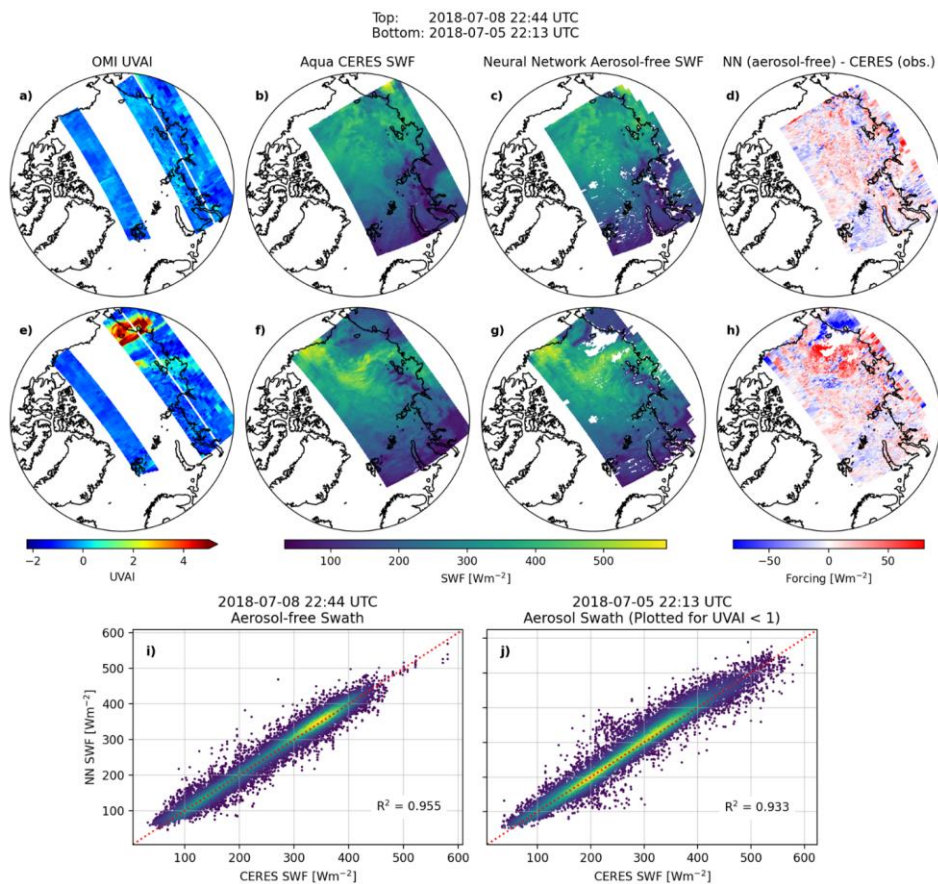 Top: 2018-07-08 22:44 UTC
Bottom: 2018-07-05 22:13 UTC
OMI UVAI
Aqua CERES SWF
Neural Network Aerosol-free SWF
NN (aerosol-free) - CERES (obs.)
a)
b)
c)
d)
e)
f)
g)
h)
−2 0 2 4
UVAI
100 200 300 400 500
SWF [Wm⁻²]
−50 0 50
Forcing [Wm⁻²]
2018-07-08 22:44 UTC
Aerosol-free Swath
2018-07-05 22:13 UTC
Aerosol Swath (Plotted for UVAI < 1)
i)
j)
600
500
400
300
200
100
NN SWF [Wm⁻²]
R² = 0.955
R² = 0.933
100 200 300 400 500 600
100 200 300 400 500 600
CERES SWF [Wm⁻²]
CERES SWF [Wm⁻²]